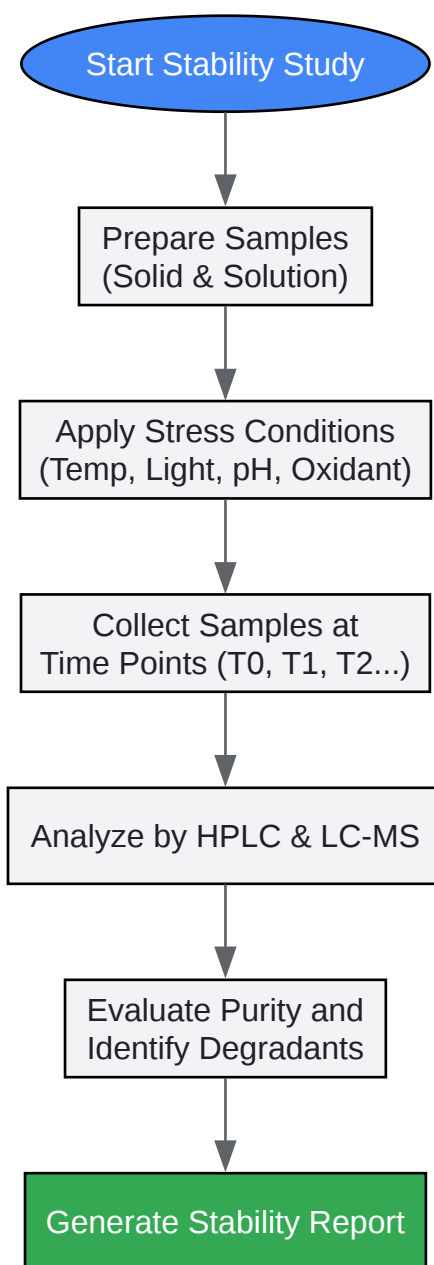 Start Stability Study
Prepare Samples
(Solid & Solution)
Apply Stress Conditions
(Temp, Light, pH, Oxidant)
Collect Samples at
Time Points (T0, T1, T2...)
Analyze by HPLC & LC-MS
Evaluate Purity and
Identify Degradants
Generate Stability Report